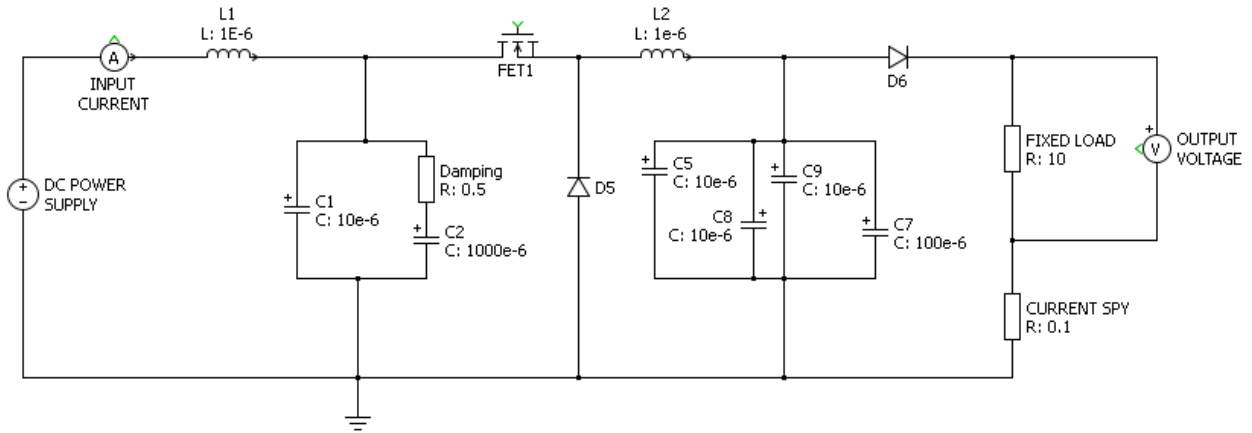 L1
L: 1E-6
A
INPUT
CURRENT
FET1
L2
L: 1e-6
D6
DC POWER
SUPPLY
C1
C: 10e-6
Damping
R: 0.5
C2
C: 1000e-6
D5
C5
C: 10e-6
C8
C: 10e-6
C9
C: 10e-6
C7
C: 100e-6
FIXED LOAD
R: 10
V
OUTPUT
VOLTAGE
CURRENT SPY
R: 0.1